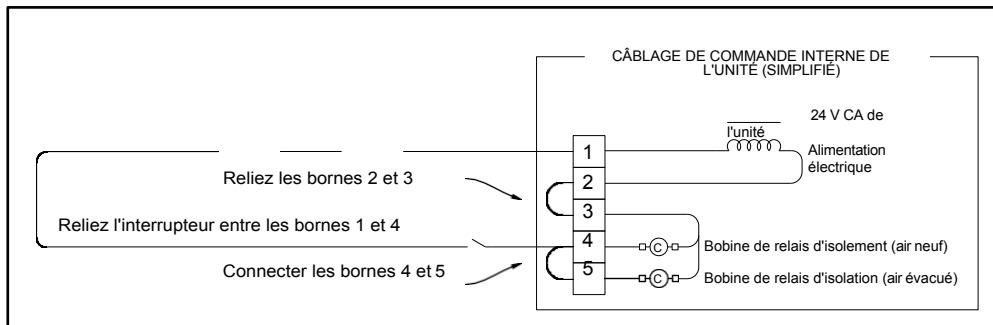 CÂBLAGE DE COMMANDE INTERNE DE
L'UNITÉ (SIMPLIFIÉ)
24 V CA de
l'unité
Alimentation
électrique
1
2
3
4
5
Reliez les bornes 2 et 3
Reliez l'interrupteur entre les bornes 1 et 4
Connecter les bornes 4 et 5
C
Bobine de relais d'isolement (air neuf)
C
Bobine de relais d'isolation (air évacué)